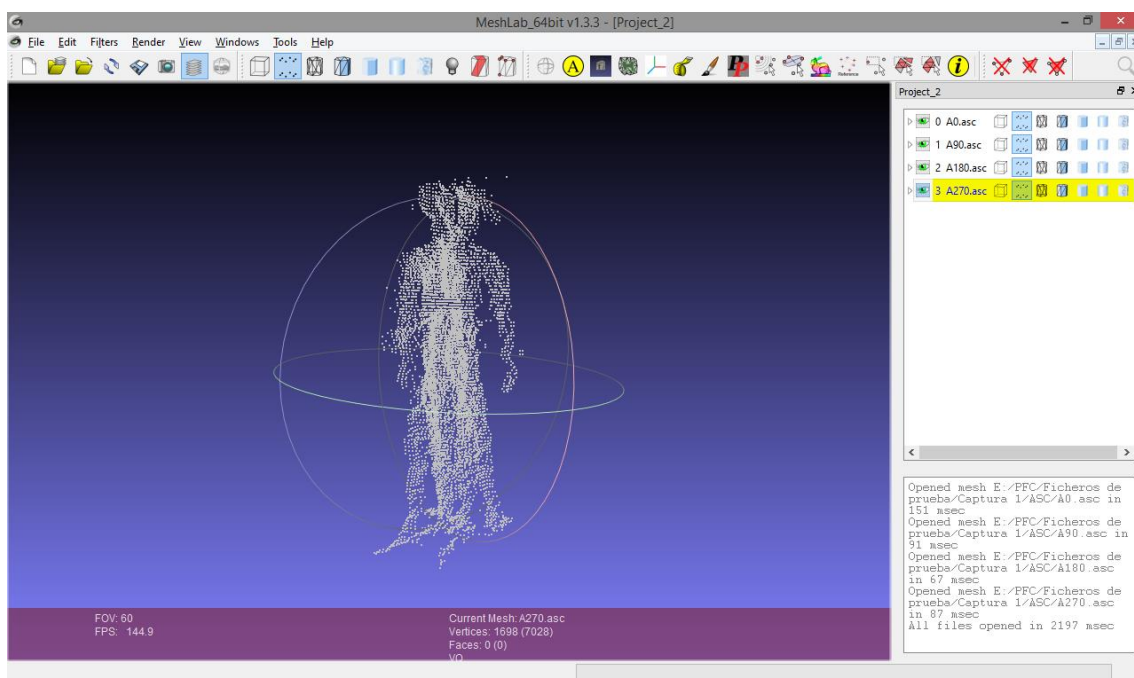 MeshLab_64bit v1.3.3 - [Project_2]
File Edit Filters Render View Windows Tools Help
A
Project_2
0 A0.asc
1 A90.asc
2 A180.asc
3 A270.asc
Opened mesh E:/PFC/Ficheros de
prueba/Captura 1/ASC/A0.asc in
151 msec
Opened mesh E:/PFC/Ficheros de
prueba/Captura 1/ASC/A90.asc in
91 msec
Opened mesh E:/PFC/Ficheros de
prueba/Captura 1/ASC/A180.asc
in 67 msec
Opened mesh E:/PFC/Ficheros de
prueba/Captura 1/ASC/A270.asc
in 87 msec
All files opened in 2197 msec
FOV: 60
FPS: 144.9
Current Mesh: A270.asc
Vertices: 1698 (7028)
Faces: 0 (0)
VQ